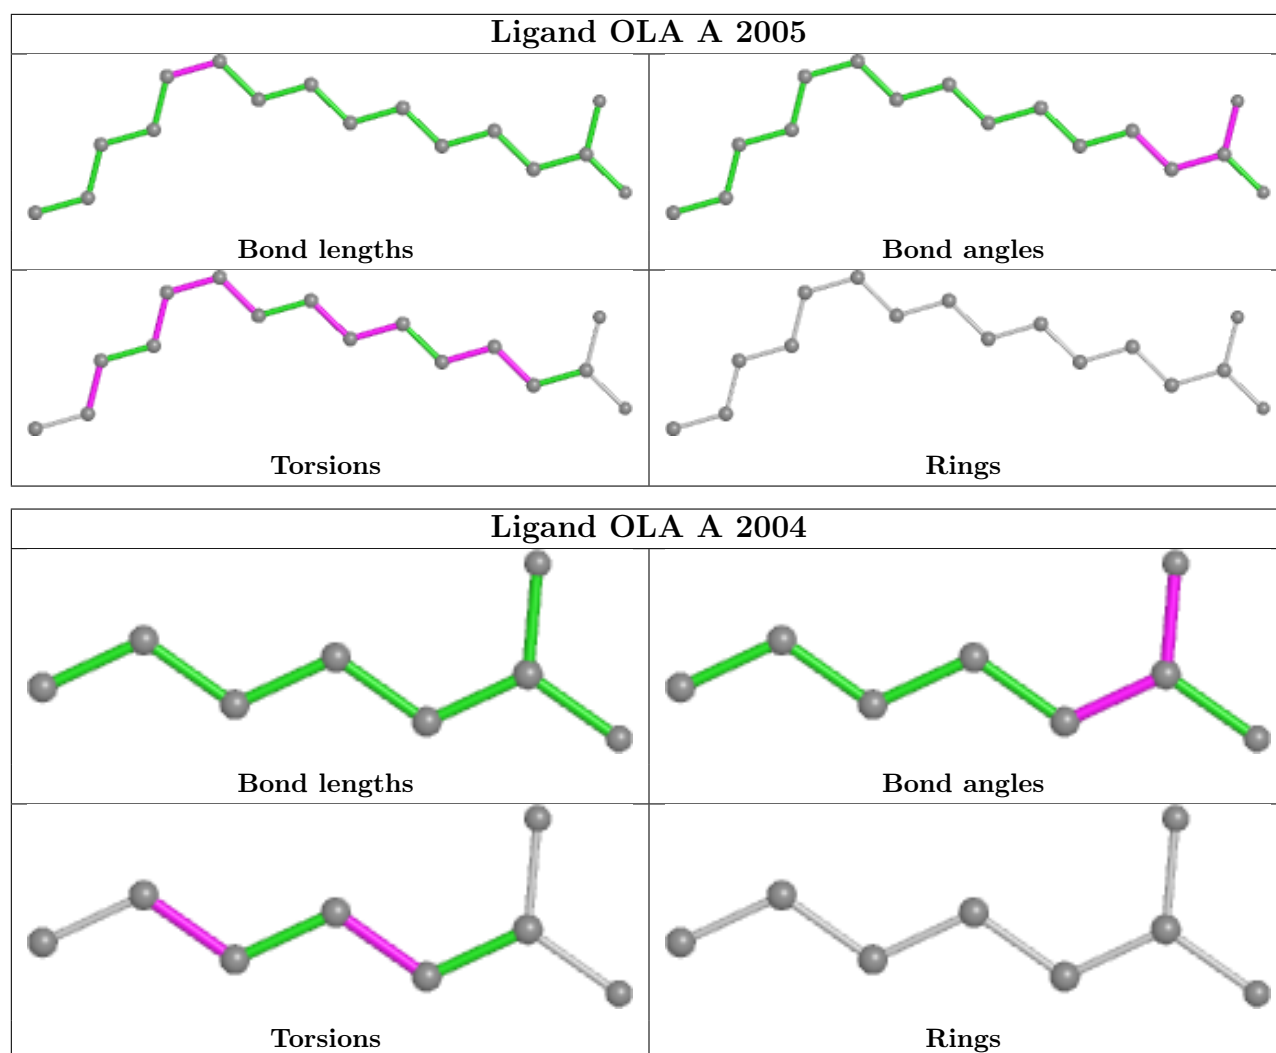 Ligand OLA A 2005
Bond lengths
Bond angles
Torsions
Rings
Ligand OLA A 2004
Bond lengths
Bond angles
Torsions
Rings